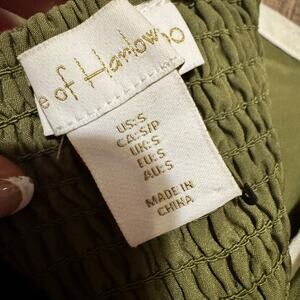 e of Harlow
US:S
CA:S/P
UK:S
EU:S
AU:S
MADE IN
CHINA